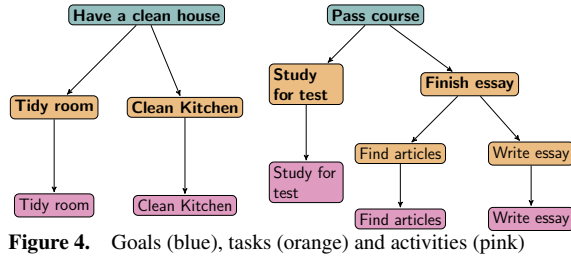 Have a clean house
Pass course
Study
for test
Finish essay
Tidy room
Clean Kitchen
Find articles
Write essay
Study for
test
Tidy room
Clean Kitchen
Find articles
Write essay
Figure 4. Goals (blue), tasks (orange) and activities (pink)